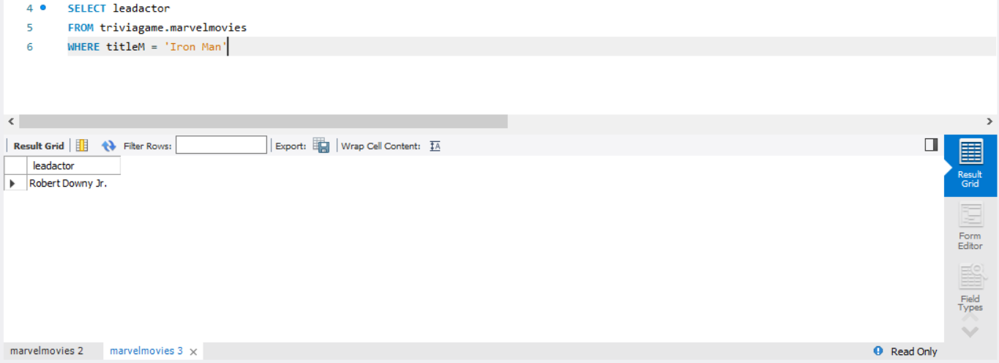 4 SELECT leadactor
5 FROM triviagame.marvelmovies
6 WHERE titleM = 'Iron Man'
Result Grid Filter Rows: Export: Wrap Cell Content: IA
leadactor
Robert Downy Jr.
Result
Grid
Form
Editor
Field
Types
marvelmovies 2 marvelmovies 3 Read Only